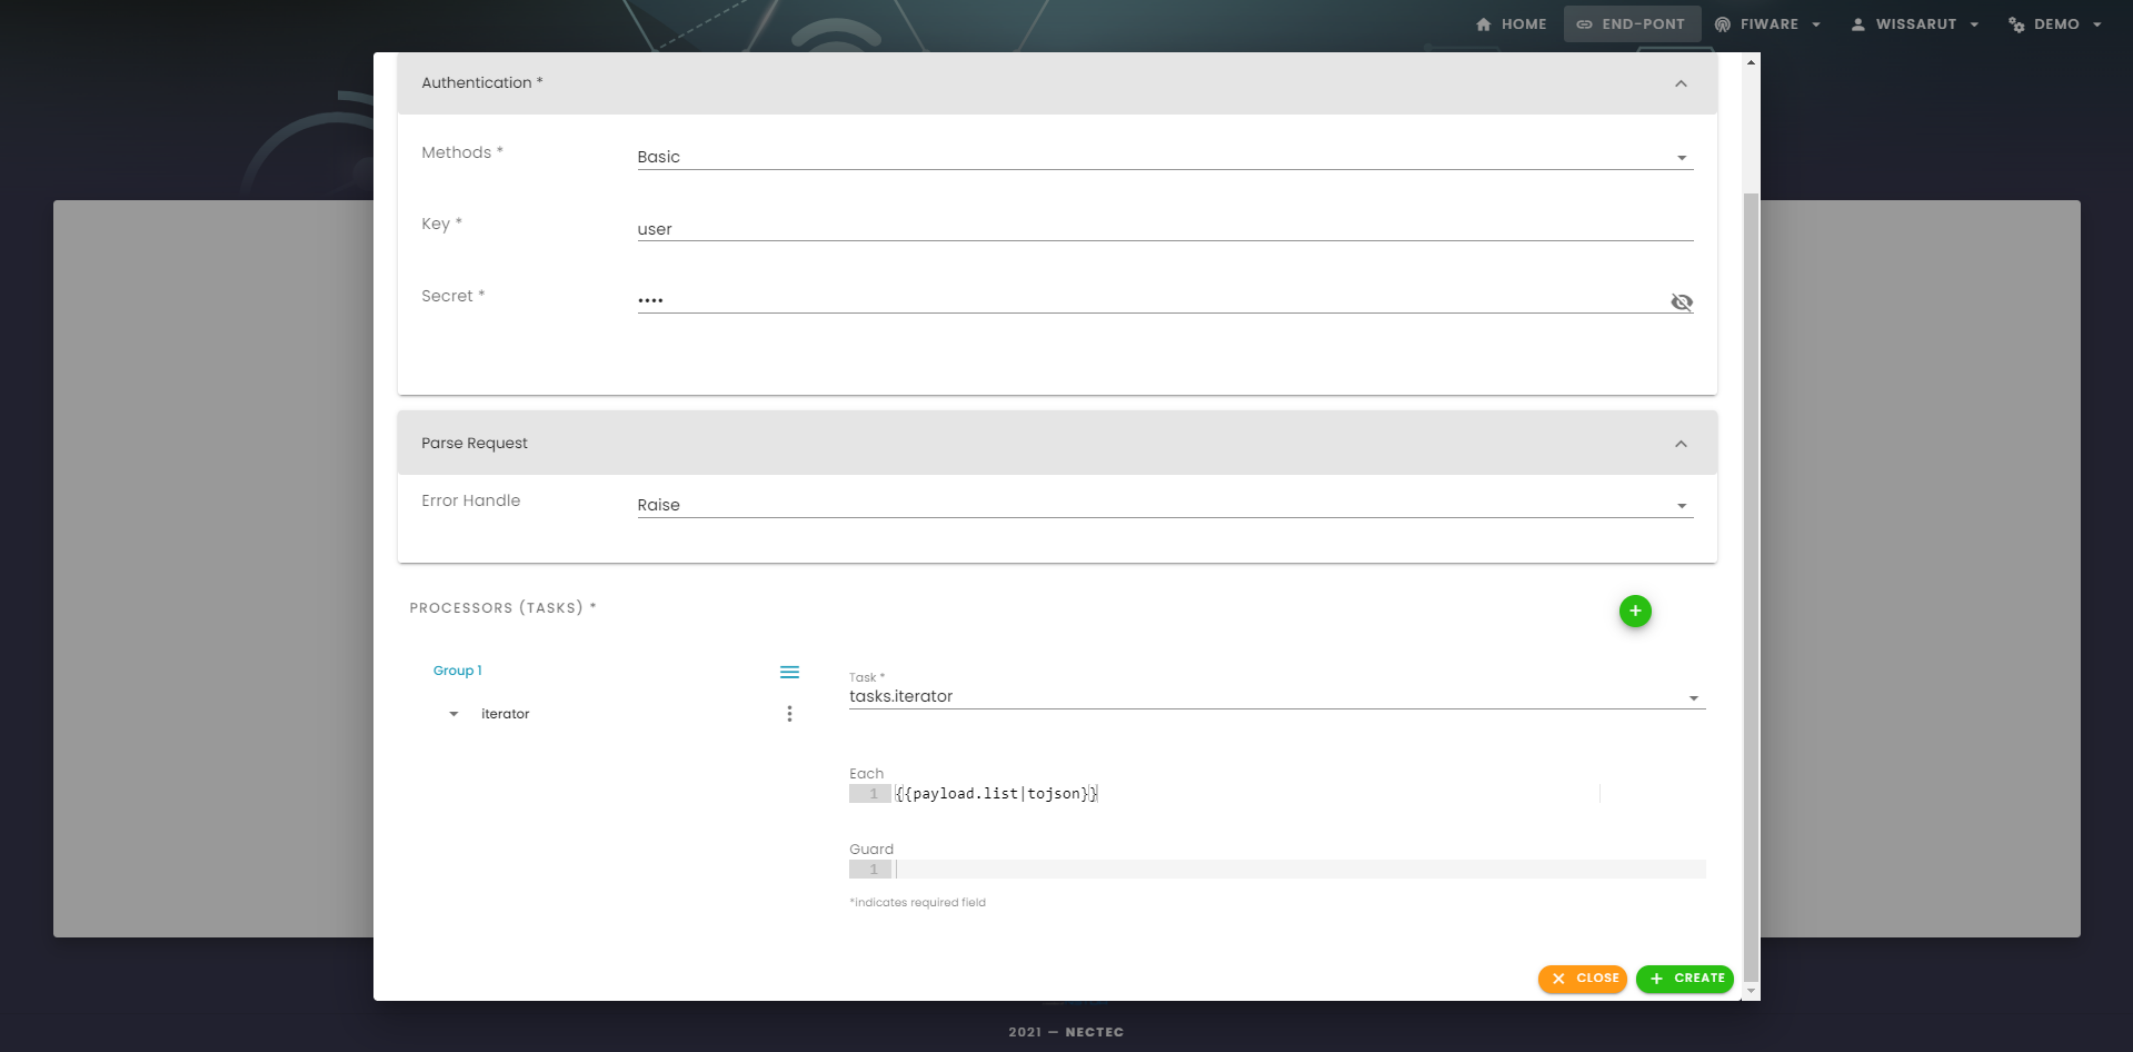 HOME END-PONT FIWARE WISSARUT DEMO
Authentication *
Methods * Basic
Key * user
Secret * ••••
Parse Request
Error Handle Raise
PROCESSORS (TASKS) *
Group 1
Task *
tasks.iterator
iterator
Each
1 {{payload.list|tojson}}
Guard
1
*indicates required field
CLOSE CREATE
2021 — NECTEC